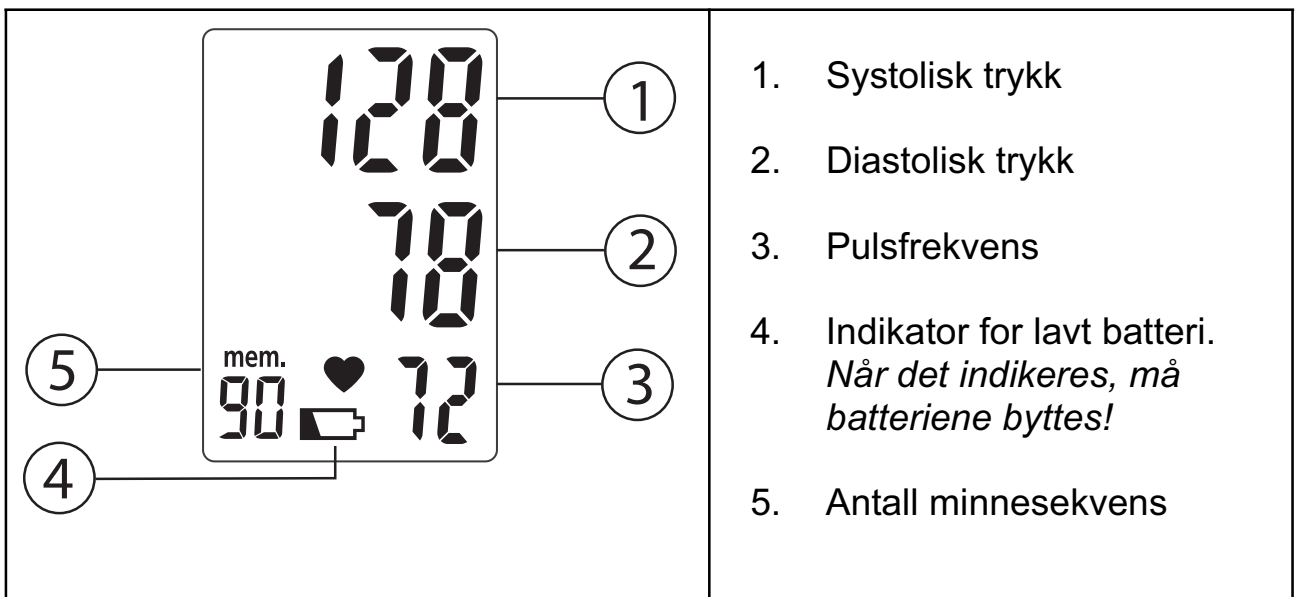 128
1
78
2
mem.
90
72
3
5
4
1. Systolisk trykk
2. Diastolisk trykk
3. Pulsfrekvens
4. Indikator for lavt batteri.
Når det indikeres, må
batteriene byttes!
5. Antall minnesekvens